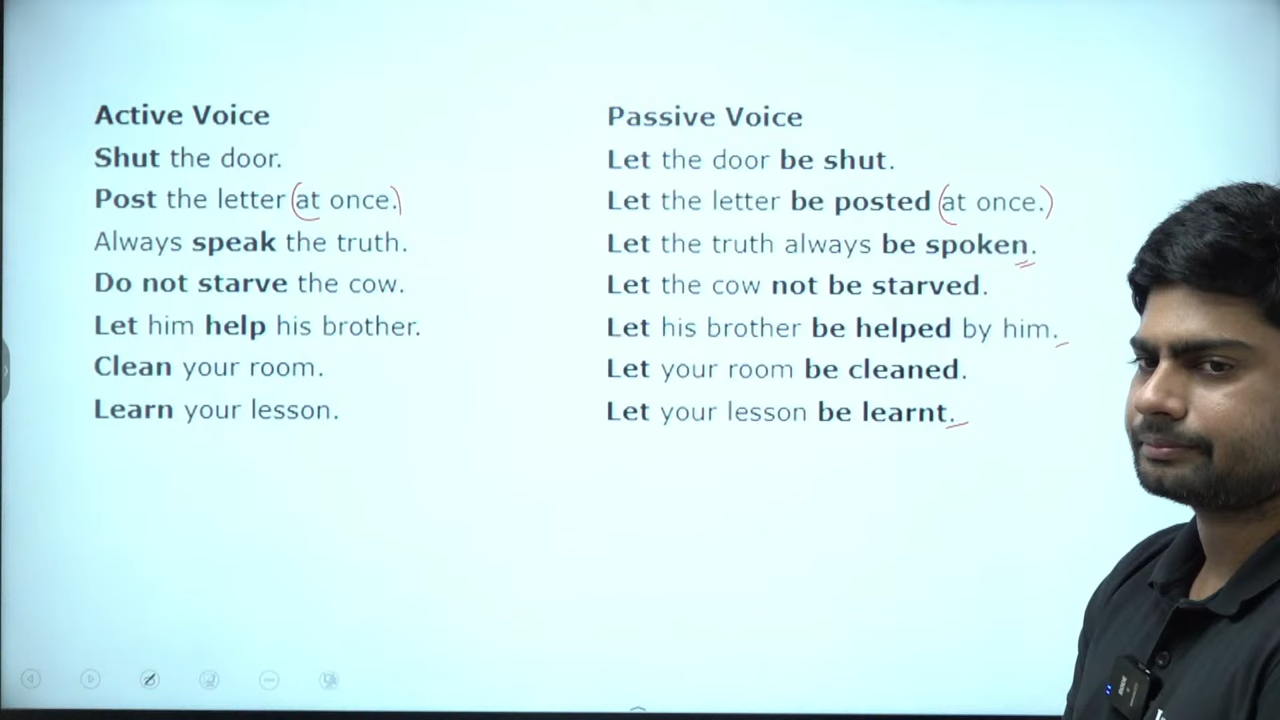 Active Voice
Shut the door.
Post the letter (at once.)
Always speak the truth.
Do not starve the cow.
Let him help his brother.
Clean your room.
Learn your lesson.
Passive Voice
Let the door be shut.
Let the letter be posted (at once.)
Let the truth always be spoken.
Let the cow not be starved.
Let his brother be helped by him.
Let your room be cleaned.
Let your lesson be learnt.